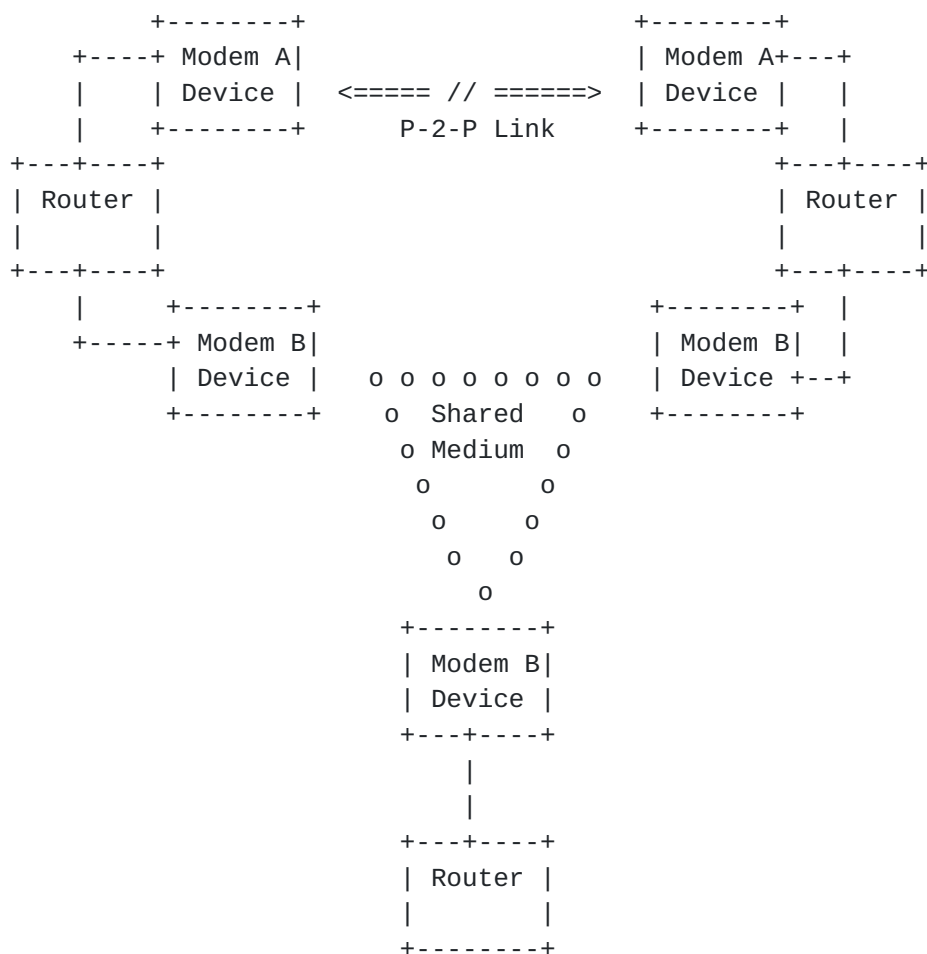 Modem A Modem A
Device <===== // ======> Device
P-2-P Link
Router Router
Modem B Modem B
Device o o o o o o o o Device
o Shared o
o Medium o
o o
o o
o o
o
Modem B
Device
Router